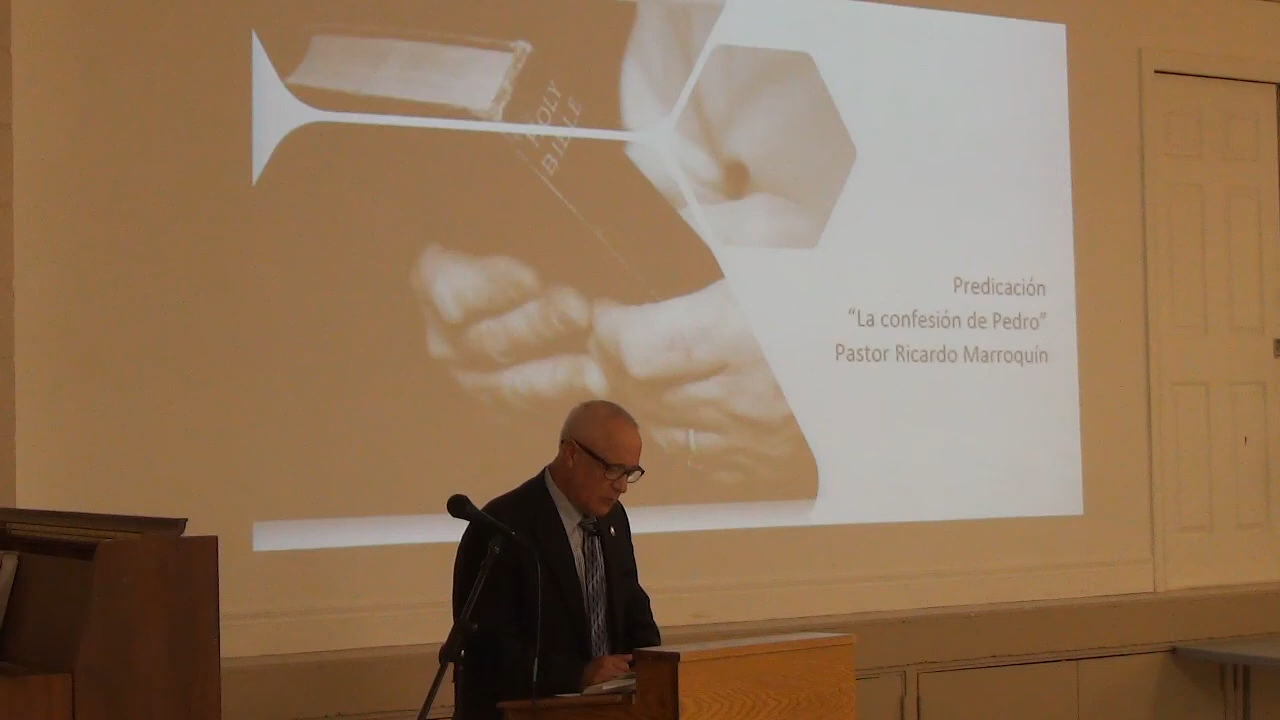 HOLY
BIBLE
Predicación
“La confesión de Pedro”
Pastor Ricardo Marroquín